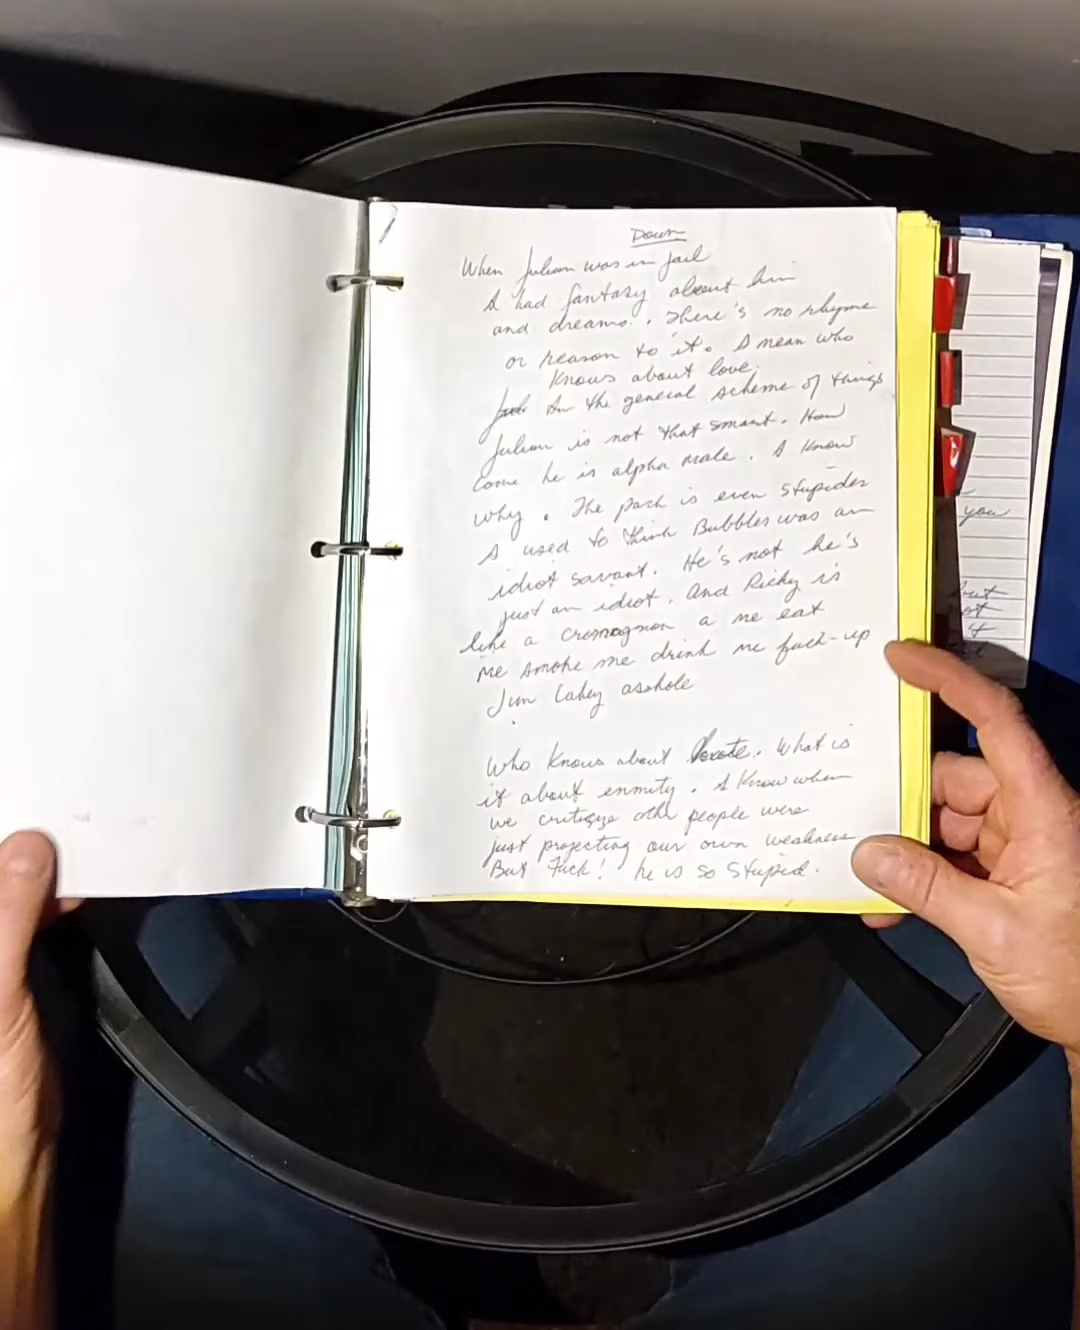 Down
When Julian was in jail
I had fantasy about him
and dreams. There's no rhyme
or reason to it. I mean who
knows about love.
In the general scheme of things
Julian is not that smart. How
come he is alpha male. I know
why. The pack is even stupider
I used to think Bubbles was an
idiot savant. He's not he's
just an idiot. And Ricky is
like a cromagnon a me eat
me smoke me drink me fuck-up
Jim Lahey asshole
Who knows about. What is
it about enmity. I know when
we critiqze other people were
just projecting our own weakness
But Fuck! he is so stupid.
you
but